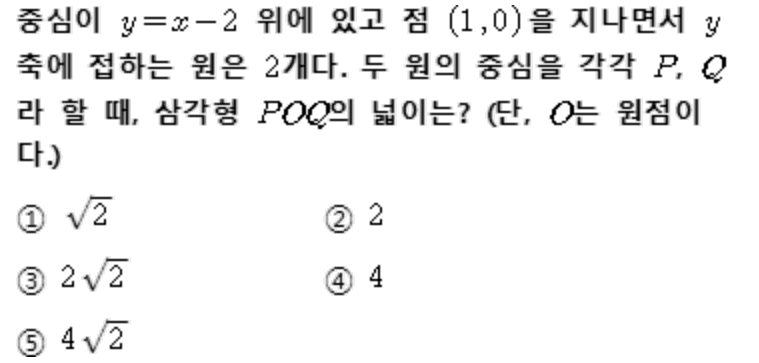 중심이 y=x−2 위에 있고 점 (1,0)을 지나면서 y
축에 접하는 원은 2개다. 두 원의 중심을 각각 P, Q
라 할 때, 삼각형 POQ의 넓이는? (단, O는 원점이
다.)
① √2 ② 2
③ 2√2 ④ 4
⑤ 4√2